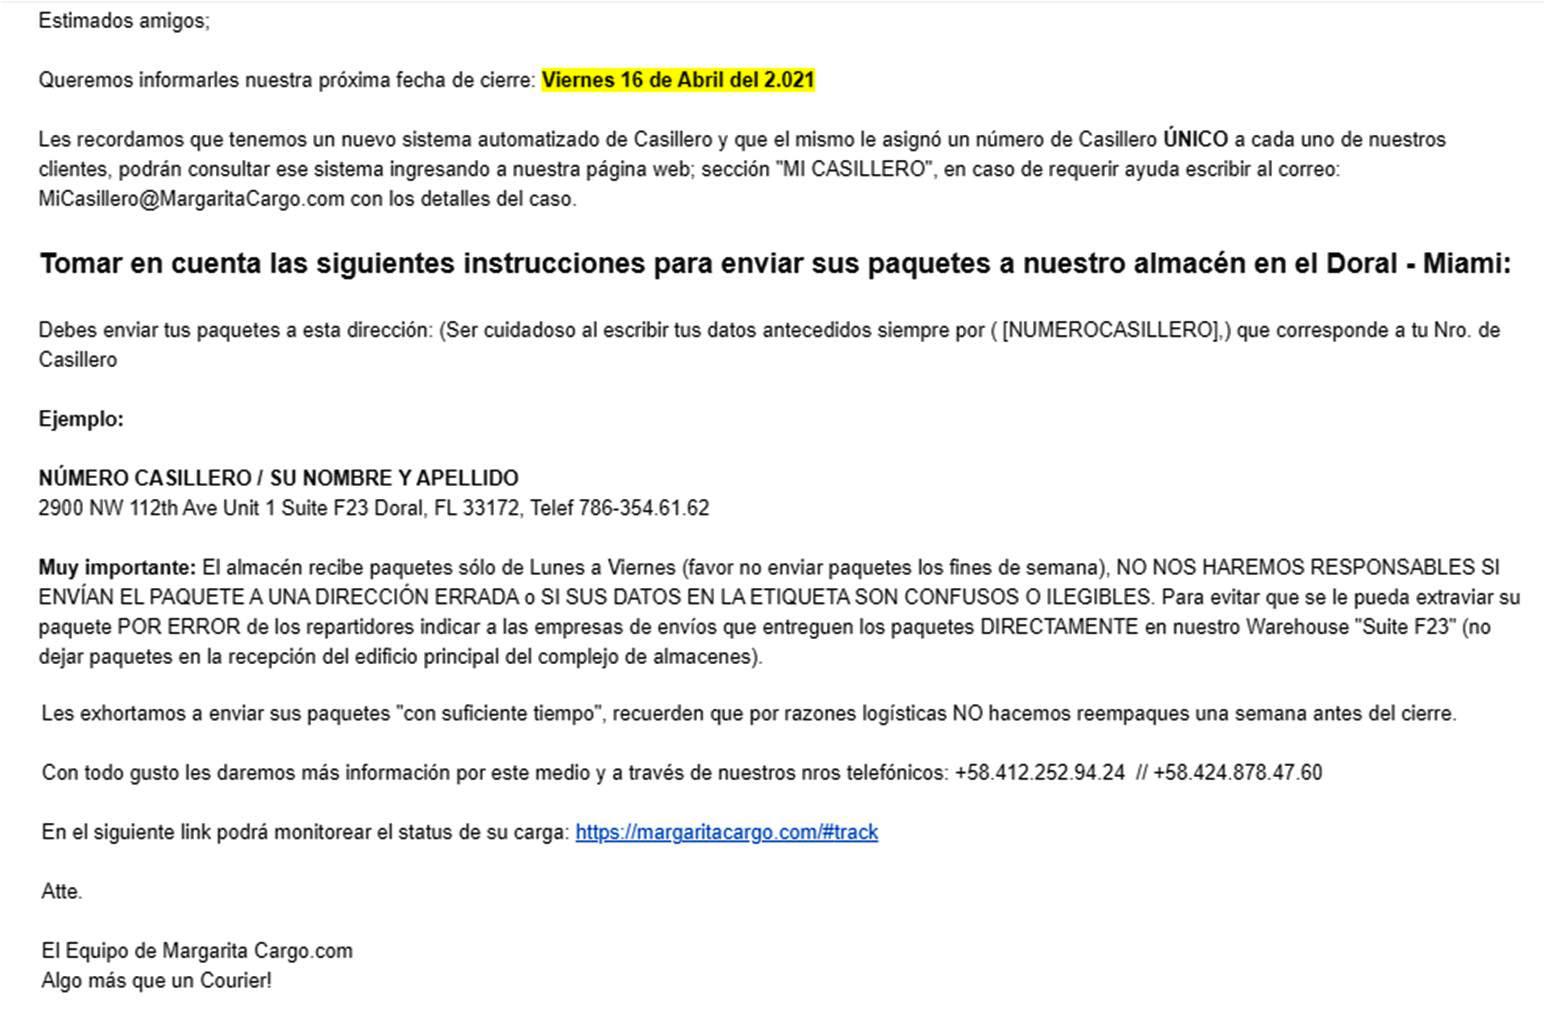 Estimados amigos;
Queremos informarles nuestra próxima fecha de cierre: Viernes 16 de Abril del 2.021
Les recordamos que tenemos un nuevo sistema automatizado de Casillero y que el mismo le asignó un número de Casillero ÚNICO a cada uno de nuestros
clientes, podrán consultar ese sistema ingresando a nuestra página web; sección "MI CASILLERO", en caso de requerir ayuda escribir al correo:
MiCasillero@MargaritaCargo.com con los detalles del caso.
Tomar en cuenta las siguientes instrucciones para enviar sus paquetes a nuestro almacén en el Doral - Miami:
Debes enviar tus paquetes a esta dirección: (Ser cuidadoso al escribir tus datos antecedidos siempre por ( [NUMEROCASILLERO],) que corresponde a tu Nro. de
Casillero
Ejemplo:
NÚMERO CASILLERO / SU NOMBRE Y APELLIDO
2900 NW 112th Ave Unit 1 Suite F23 Doral, FL 33172, Telef 786-354.61.62
Muy importante: El almacén recibe paquetes sólo de Lunes a Viernes (favor no enviar paquetes los fines de semana), NO NOS HAREMOS RESPONSABLES SI
ENVÍAN EL PAQUETE A UNA DIRECCIÓN ERRADA o SI SUS DATOS EN LA ETIQUETA SON CONFUSOS O ILEGIBLES. Para evitar que se le pueda extraviar su
paquete POR ERROR de los repartidores indicar a las empresas de envíos que entreguen los paquetes DIRECTAMENTE en nuestro Warehouse "Suite F23" (no
dejar paquetes en la recepción del edificio principal del complejo de almacenes).
Les exhortamos a enviar sus paquetes "con suficiente tiempo", recuerden que por razones logísticas NO hacemos reempaques una semana antes del cierre.
Con todo gusto les daremos más información por este medio y a través de nuestros nros telefónicos: +58.412.252.94.24 // +58.424.878.47.60
En el siguiente link podrá monitorear el status de su carga: https://margaritacargo.com/#track
Atte.
El Equipo de Margarita Cargo.com
Algo más que un Courier!